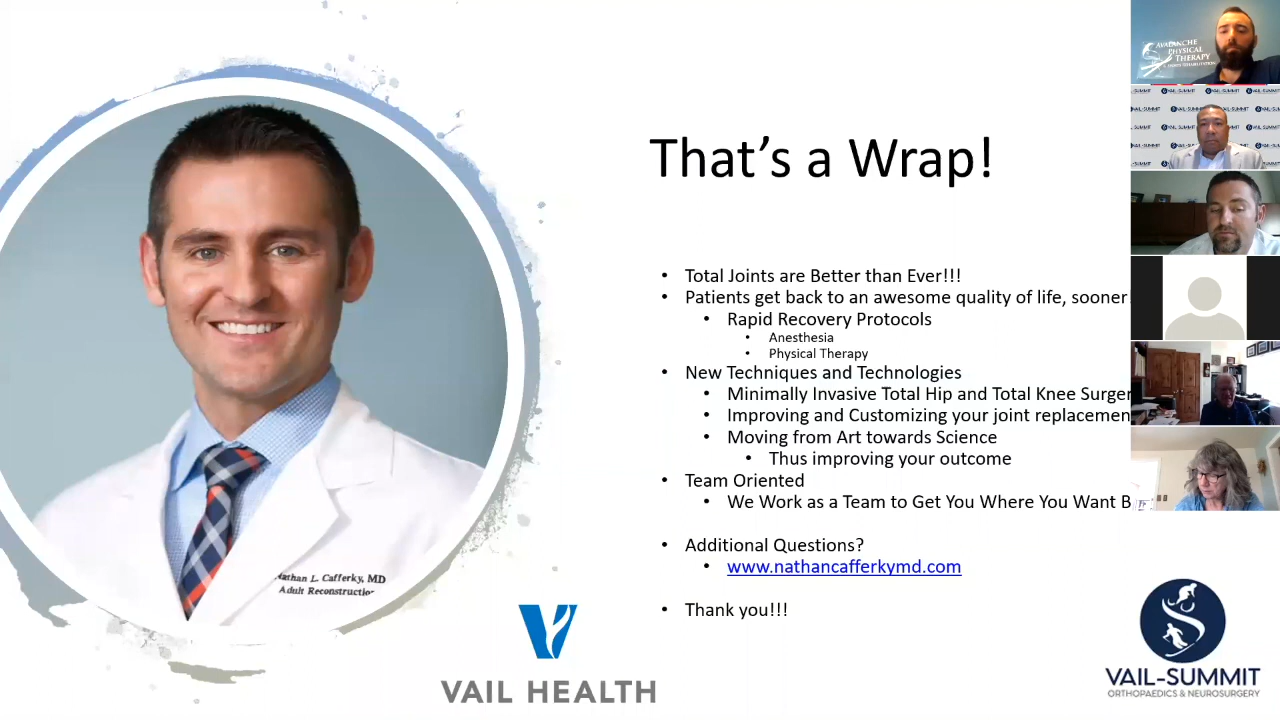 That's a Wrap!
Total Joints are Better than Ever!!!
Patients get back to an awesome quality of life, sooner
Rapid Recovery Protocols
Anesthesia
Physical Therapy
New Techniques and Technologies
Minimally Invasive Total Hip and Total Knee Surger
Improving and Customizing your joint replacemen
Moving from Art towards Science
Thus improving your outcome
Team Oriented
We Work as a Team to Get You Where You Want B
Additional Questions?
www.nathancafferkymd.com
Thank you!!!
Nathan L. Cafferky, MD
Adult Reconstructio
VAIL HEALTH
VAIL-SUMMIT
ORTHOPAEDICS & NEUROSURGERY
AVALANCHE
PHYSICAL
THERAPY